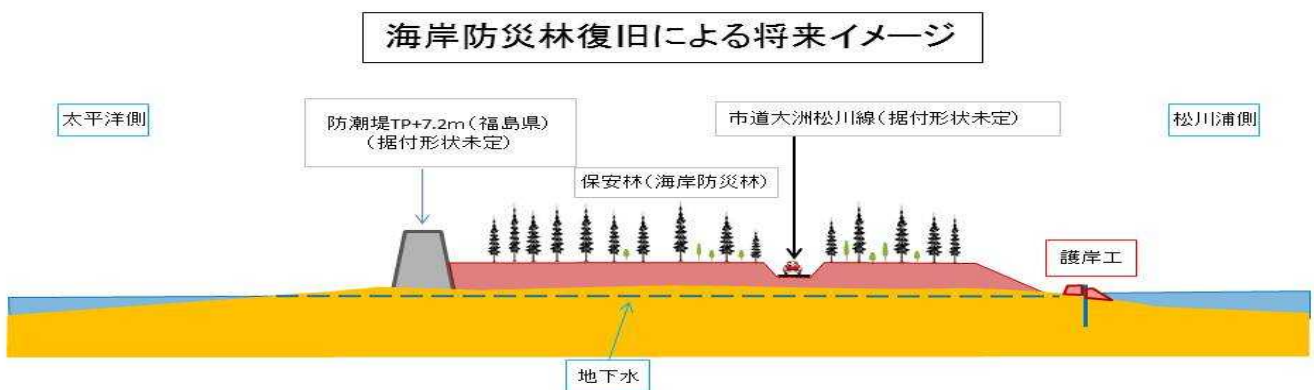 海岸防災林復旧による将来イメージ
太平洋側
防潮堤TP+7.2m(福島県)
(据付形状未定)
市道大洲松川線(据付形状未定)
松川浦側
保安林(海岸防災林)
護岸工
地下水